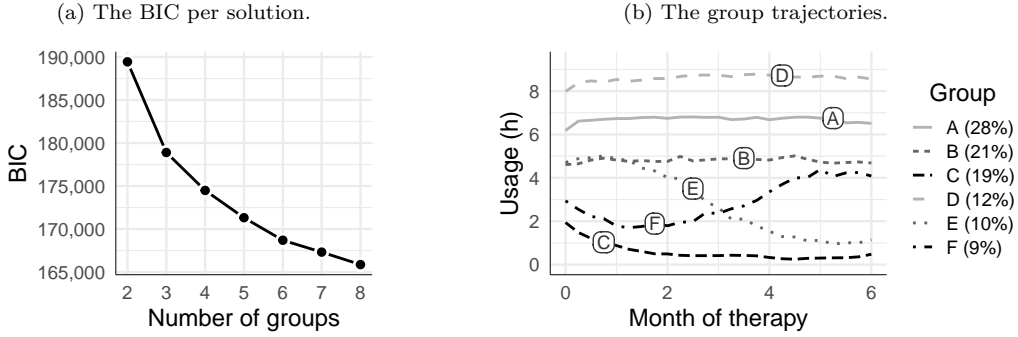 (a) The BIC per solution.
190,000
185,000
180,000
175,000
170,000
165,000
BIC
2 3 4 5 6 7 8
Number of groups
(b) The group trajectories.
8
6
4
2
0
Usage (h)
D
A
B
E
F
C
0 2 4 6
Month of therapy
Group
A (28%)
B (21%)
C (19%)
D (12%)
E (10%)
F (9%)